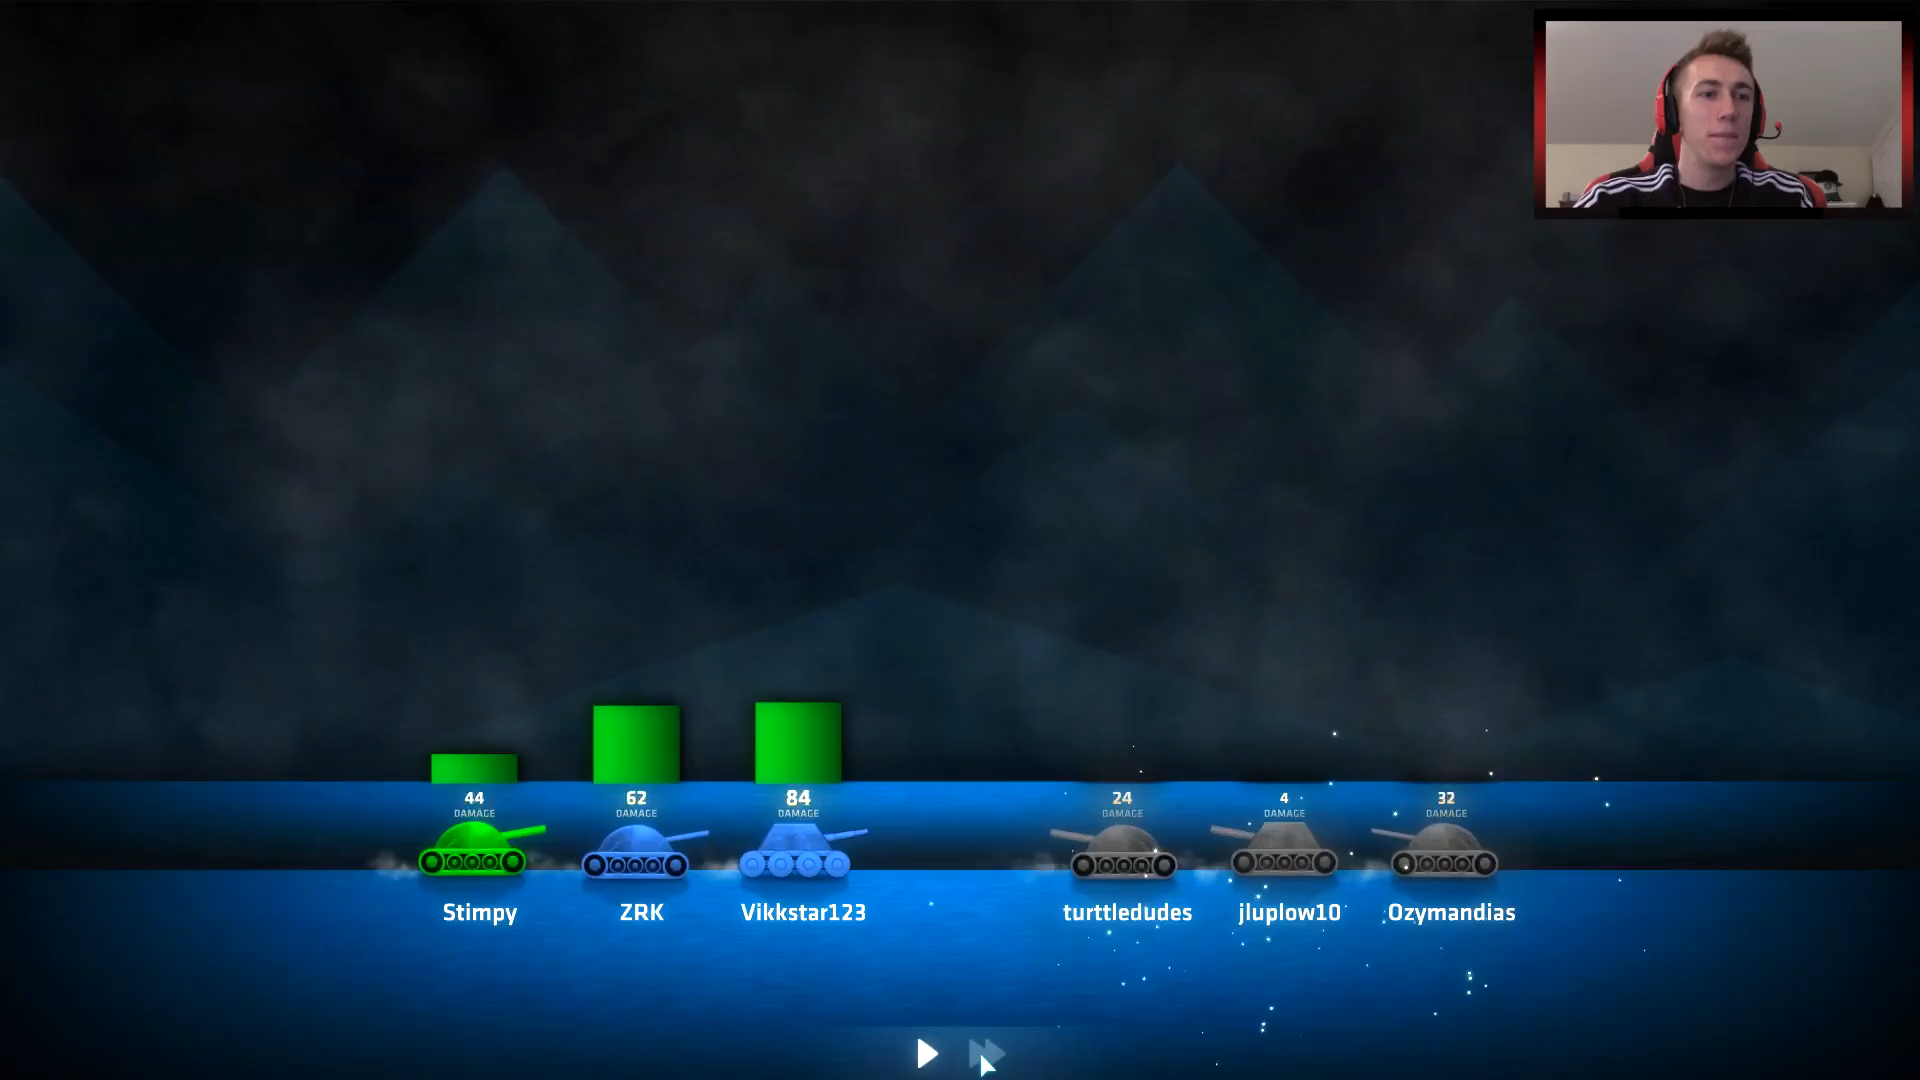 44 62 84 24 4 32
DAMAGE DAMAGE DAMAGE DAMAGE DAMAGE DAMAGE
Stimpy ZRK Vikkstar123 turttledudes jluplow10 Ozymandias